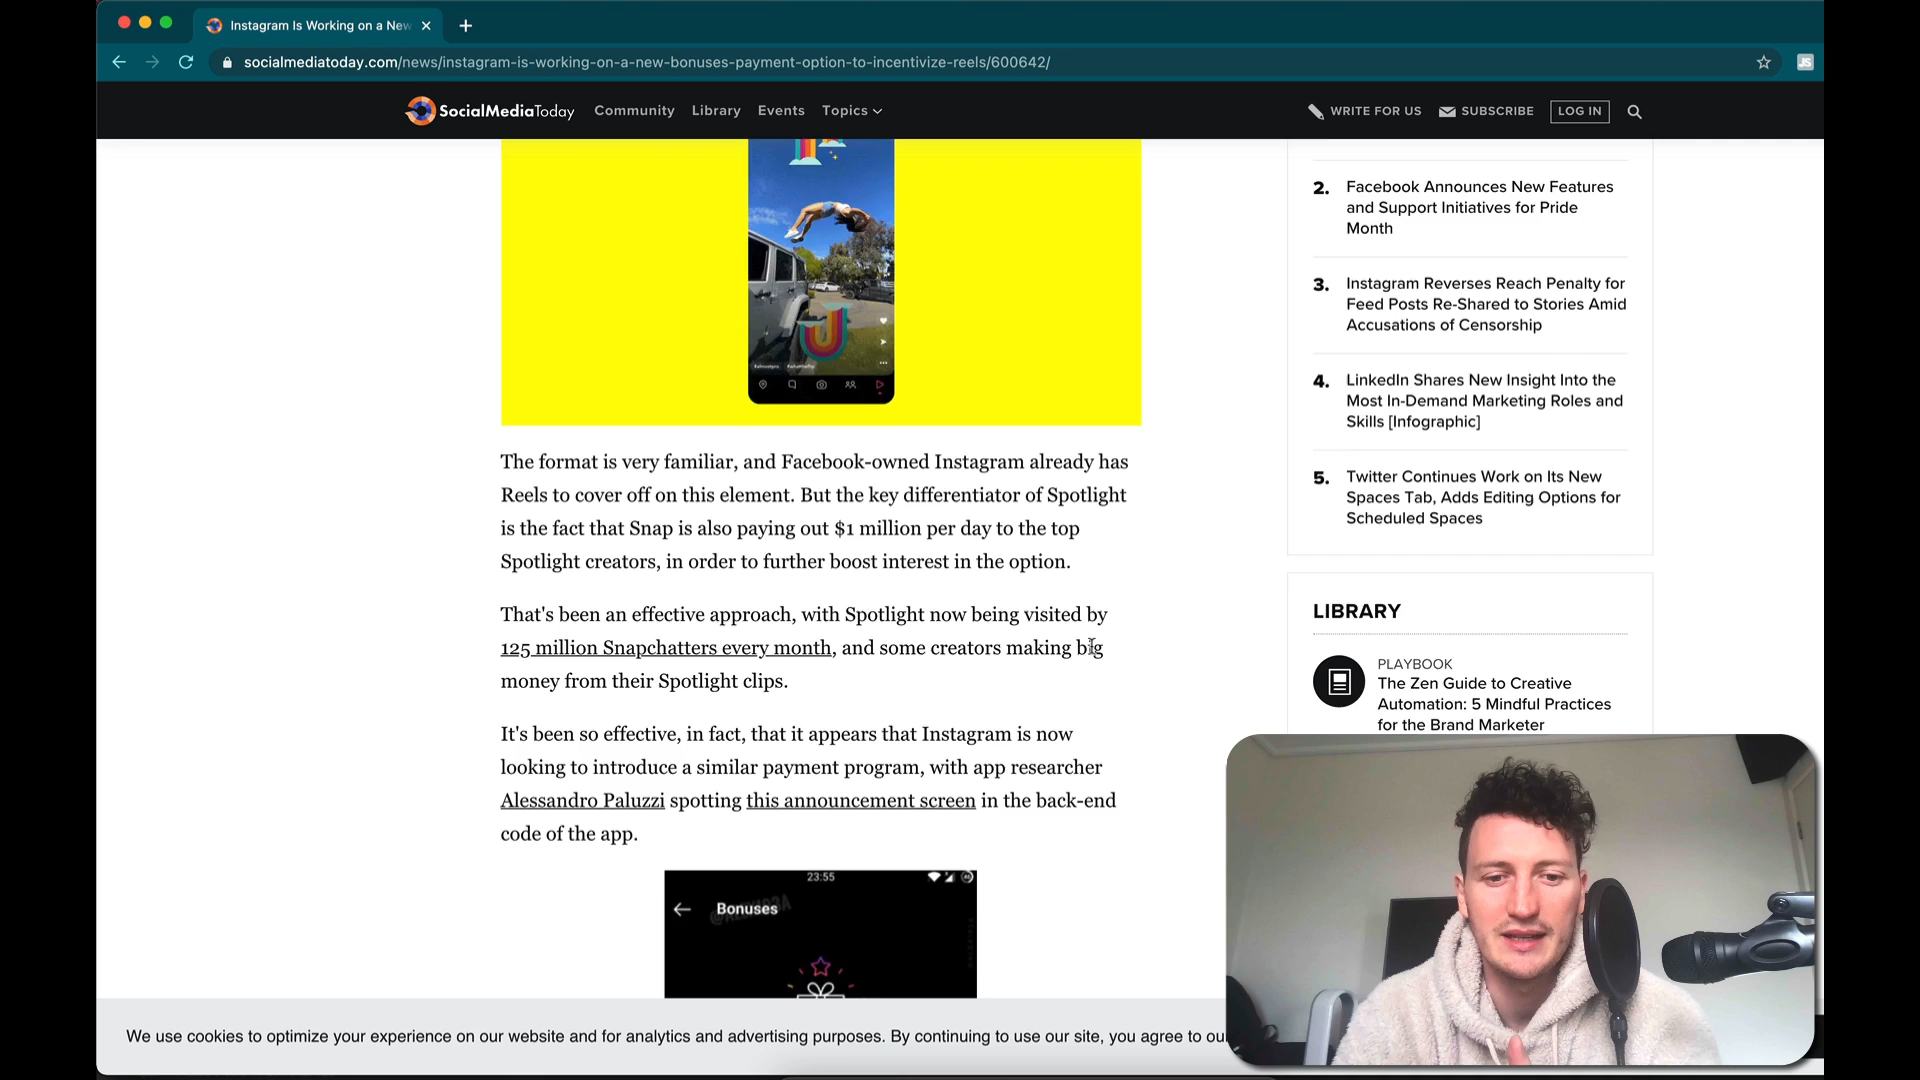 Instagram Is Working on a New
socialmediatoday.com/news/instagram-is-working-on-a-new-bonuses-payment-option-to-incentivize-reels/600642/
JS
SocialMediaToday Community Library Events Topics
WRITE FOR US SUBSCRIBE LOG IN
The format is very familiar, and Facebook-owned Instagram already has
Reels to cover off on this element. But the key differentiator of Spotlight
is the fact that Snap is also paying out $1 million per day to the top
Spotlight creators, in order to further boost interest in the option.
That's been an effective approach, with Spotlight now being visited by
125 million Snapchatters every month, and some creators making big
money from their Spotlight clips.
It's been so effective, in fact, that it appears that Instagram is now
looking to introduce a similar payment program, with app researcher
Alessandro Paluzzi spotting this announcement screen in the back-end
code of the app.
23:55
Bonuses
2. Facebook Announces New Features
and Support Initiatives for Pride
Month
3. Instagram Reverses Reach Penalty for
Feed Posts Re-Shared to Stories Amid
Accusations of Censorship
4. LinkedIn Shares New Insight Into the
Most In-Demand Marketing Roles and
Skills [Infographic]
5. Twitter Continues Work on Its New
Spaces Tab, Adds Editing Options for
Scheduled Spaces
LIBRARY
PLAYBOOK
The Zen Guide to Creative
Automation: 5 Mindful Practices
for the Brand Marketer
We use cookies to optimize your experience on our website and for analytics and advertising purposes. By continuing to use our site, you agree to our